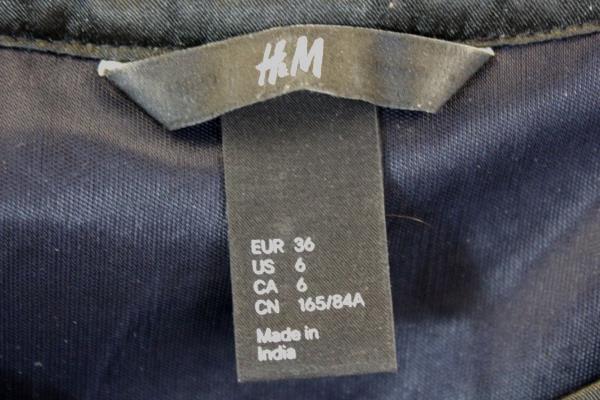 H&M
EUR 36
US 6
CA 6
CN 165/84A
Made in
India